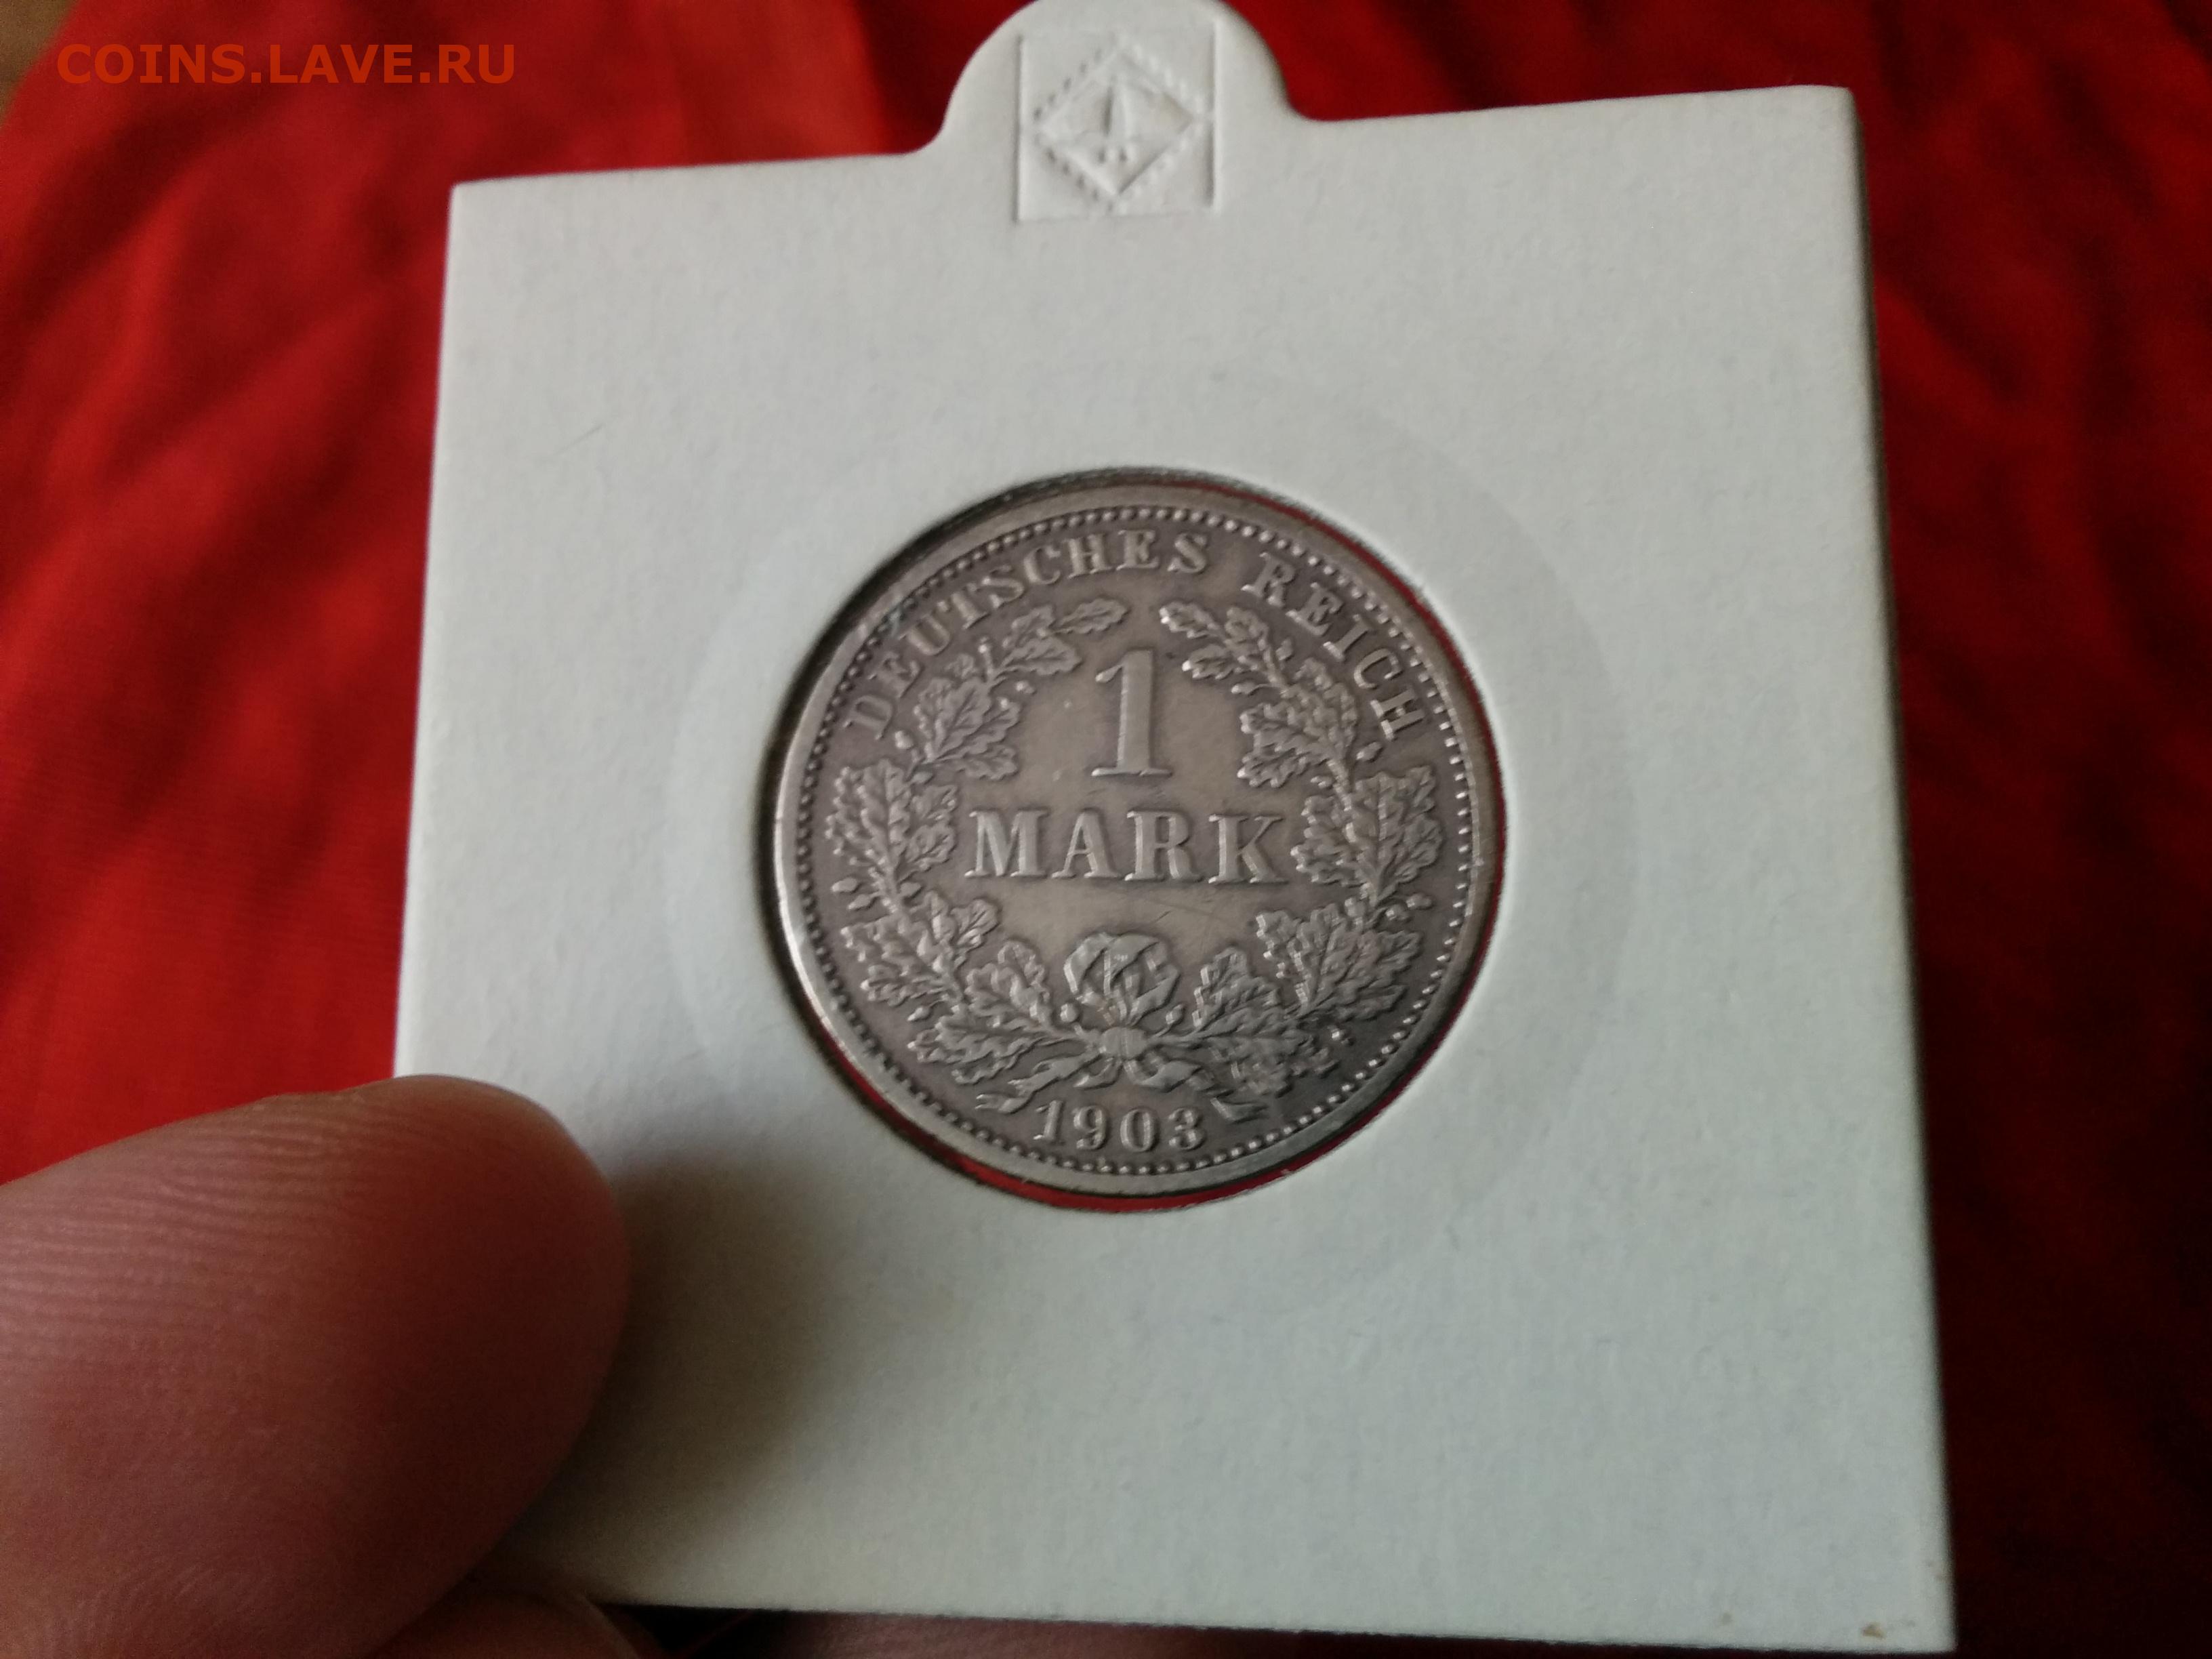 COINS.LAVE.RU
DEUTSCHES REICH
1
MARK
1903